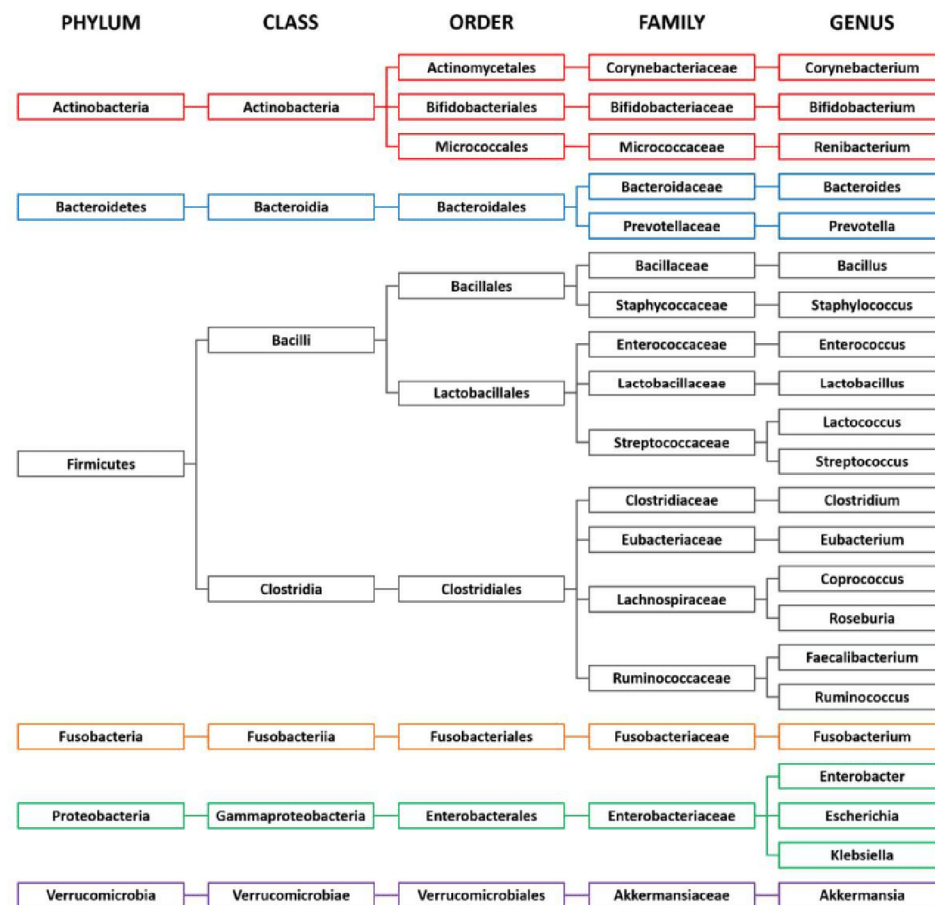 PHYLUM CLASS ORDER FAMILY GENUS
Actinomycetales Corynebacteriaceae Corynebacterium
Actinobacteria Actinobacteria Bifidobacteriales Bifidobacteriaceae Bifidobacterium
Micrococcales Micrococcaceae Renibacterium
Bacteroidaceae Bacteroides
Bacteroidetes Bacteroidia Bacteroidales
Prevotellaceae Prevotella
Bacillaceae Bacillus
Bacillales
Staphycoccaceae Staphylococcus
Bacilli
Enterococcaceae Enterococcus
Lactobacillaceae Lactobacillus
Lactobacillales
Lactococcus
Streptococcaceae
Firmicutes Streptococcus
Clostridiaceae Clostridium
Eubacteriaceae Eubacterium
Coprococcus
Clostridia Clostridiales Lachnospiraceae
Roseburia
Faecalibacterium
Ruminococcaceae
Ruminococcus
Fusobacteria Fusobacteriia Fusobacteriales Fusobacteriaceae Fusobacterium
Enterobacter
Proteobacteria Gammaproteobacteria Enterobacterales Enterobacteriaceae Escherichia
Klebsiella
Verrucomicrobia Verrucomicrobiae Verrucomicrobiales Akkermansiaceae Akkermansia